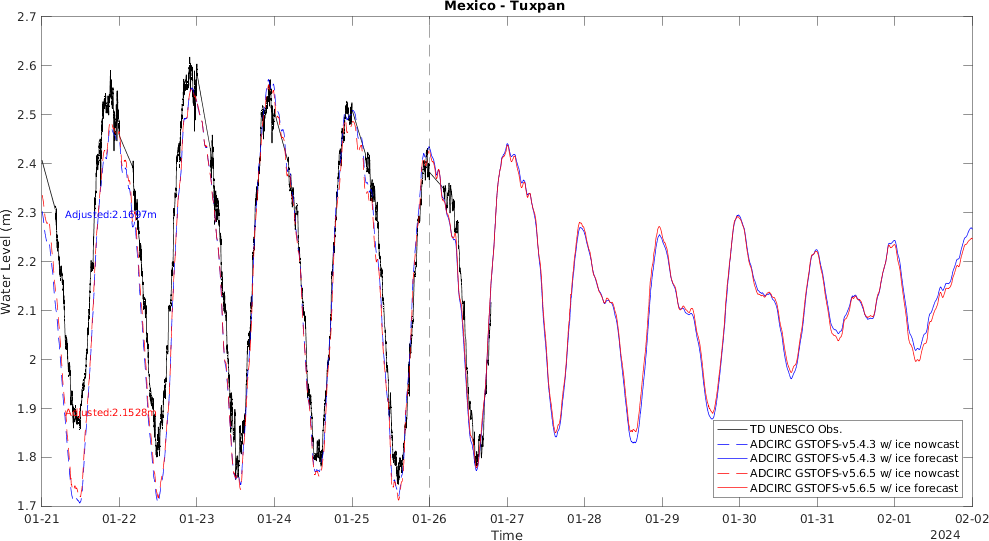 Mexico - Tuxpan
2.7
2.6
2.5
2.4
2.3
2.2
2.1
2
1.9
1.8
1.7
Water Level (m)
Adjusted:2.1697m
Adjusted:2.1528m
TD UNESCO Obs.
ADCIRC GSTOFS-v5.4.3 w/ ice nowcast
ADCIRC GSTOFS-v5.4.3 w/ ice forecast
ADCIRC GSTOFS-v5.6.5 w/ ice nowcast
ADCIRC GSTOFS-v5.6.5 w/ ice forecast
01-21 01-22 01-23 01-24 01-25 01-26 01-27 01-28 01-29 01-30 01-31 02-01 02-02
Time
2024